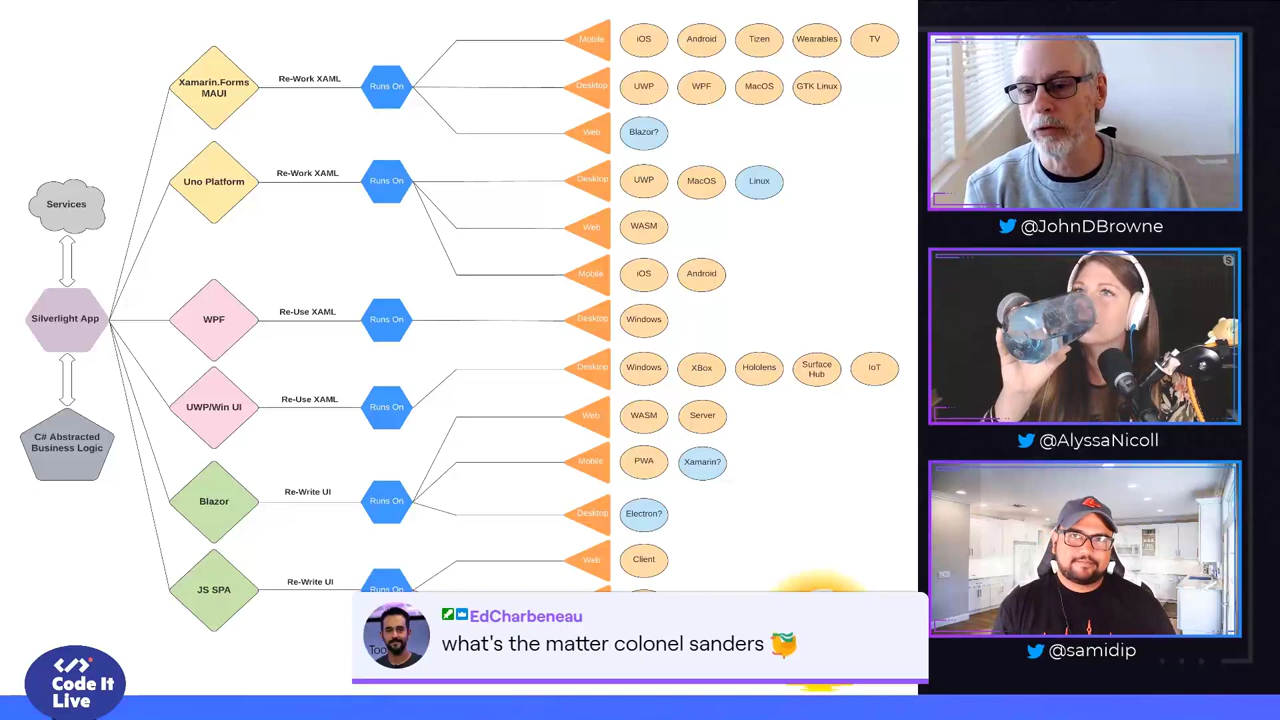 Services
Silverlight App
C# Abstracted
Business Logic
Xamarin.Forms
MAUI
Re-Work XAML
Runs On
Mobile
iOS
Android
Tizen
Wearables
TV
Desktop
UWP
WPF
MacOS
GTK Linux
Web
Blazor?
Uno Platform
Re-Work XAML
Runs On
Desktop
UWP
MacOS
Linux
Web
WASM
Mobile
iOS
Android
WPF
Re-Use XAML
Runs On
Desktop
Windows
UWP/Win UI
Re-Use XAML
Runs On
Desktop
Windows
XBox
Hololens
Surface
Hub
IoT
Blazor
Re-Write UI
Runs On
Web
WASM
Server
Mobile
PWA
Xamarin?
Desktop
Electron?
JS SPA
Re-Write UI
Runs On
Web
Client
@JohnDBrowne
@AlyssaNicoll
@samidip
EdCharbeneau
what's the matter colonel sanders
Code It
Live